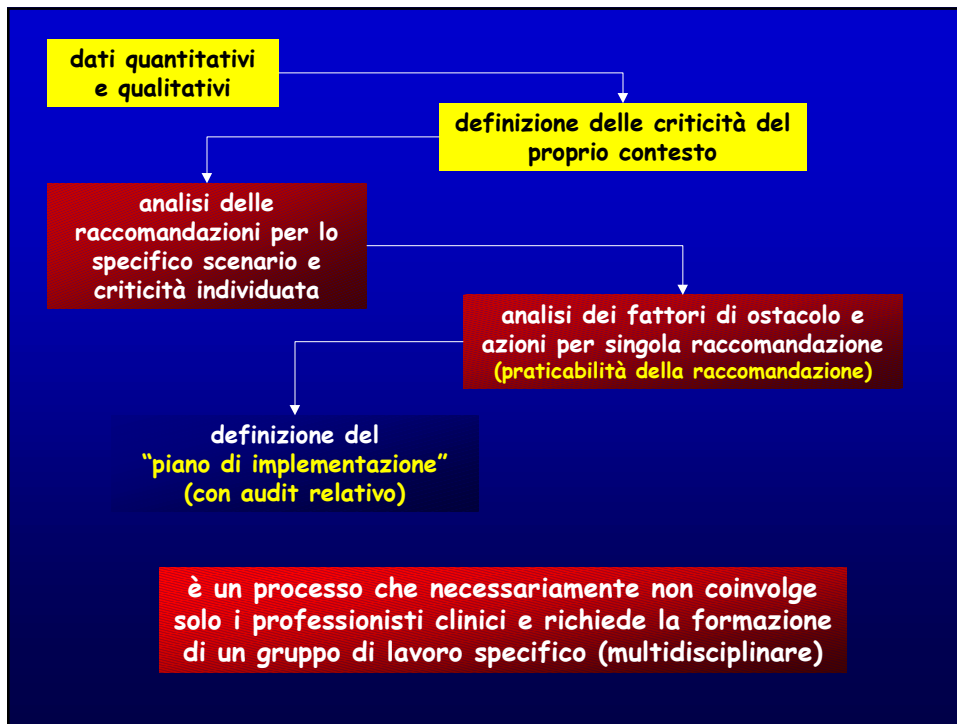 dati quantitativi
e qualitativi
definizione delle criticità del
proprio contesto
analisi delle
raccomandazioni per lo
specifico scenario e
criticità individuata
analisi dei fattori di ostacolo e
azioni per singola raccomandazione
(praticabilità della raccomandazione)
definizione del
“piano di implementazione”
(con audit relativo)
è un processo che necessariamente non coinvolge
solo i professionisti clinici e richiede la formazione
di un gruppo di lavoro specifico (multidisciplinare)